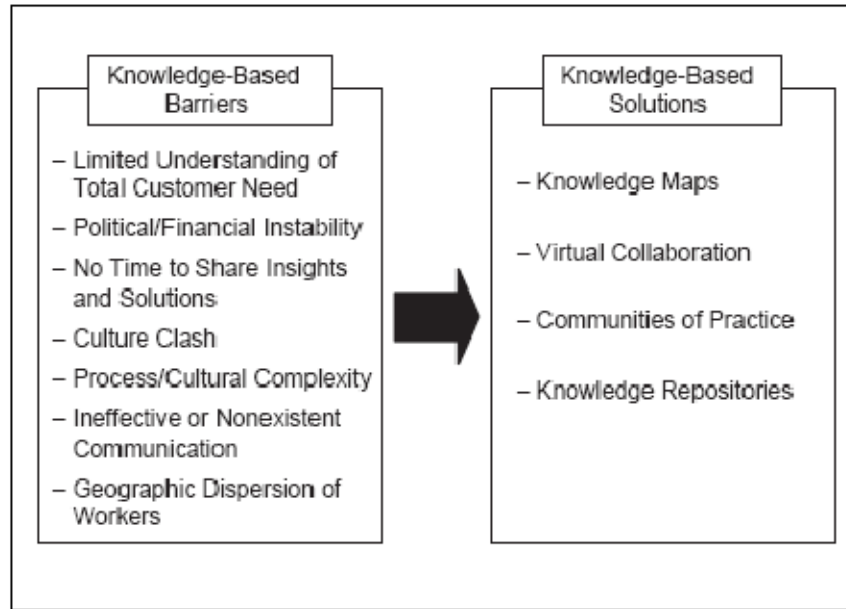 Knowledge-Based
Barriers
– Limited Understanding of
Total Customer Need
– Political/Financial Instability
– No Time to Share Insights
and Solutions
– Culture Clash
– Process/Cultural Complexity
– Ineffective or Nonexistent
Communication
– Geographic Dispersion of
Workers
Knowledge-Based
Solutions
– Knowledge Maps
– Virtual Collaboration
– Communities of Practice
– Knowledge Repositories